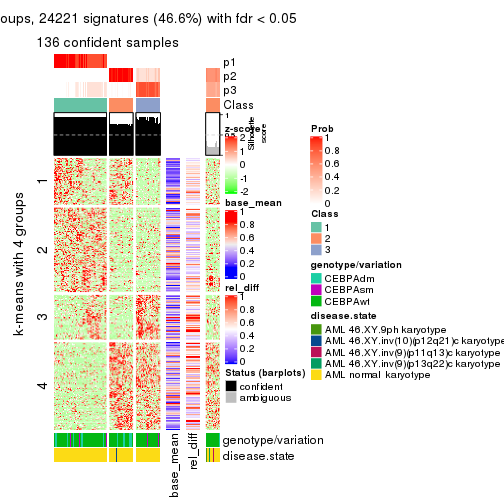 oups, 24221 signatures (46.6%) with fdr < 0.05
136 confident samples
p1
p2
p3
Class
1
0
Silhouette score
k-means with 4 groups
1
2
3
4
z-score
2
1
0
-1
-2
base_mean
1
0.8
0.6
0.4
0.2
0
rel_diff
1
0.8
0.6
0.4
0.2
0
Status (barplots)
confident
ambiguous
Prob
1
0.8
0.6
0.4
0.2
0
Class
1
2
3
genotype/variation
CEBPAdm
CEBPAsm
CEBPAwt
disease.state
AML 46.XY.9ph karyotype
AML 46.XY.inv(10)(p12q21)c karyotype
AML 46.XY.inv(9)(p11q13)c karyotype
AML 46.XY.inv(9)(p13q22)c karyotype
AML normal karyotype
genotype/variation
disease.state
base_mean
rel_diff